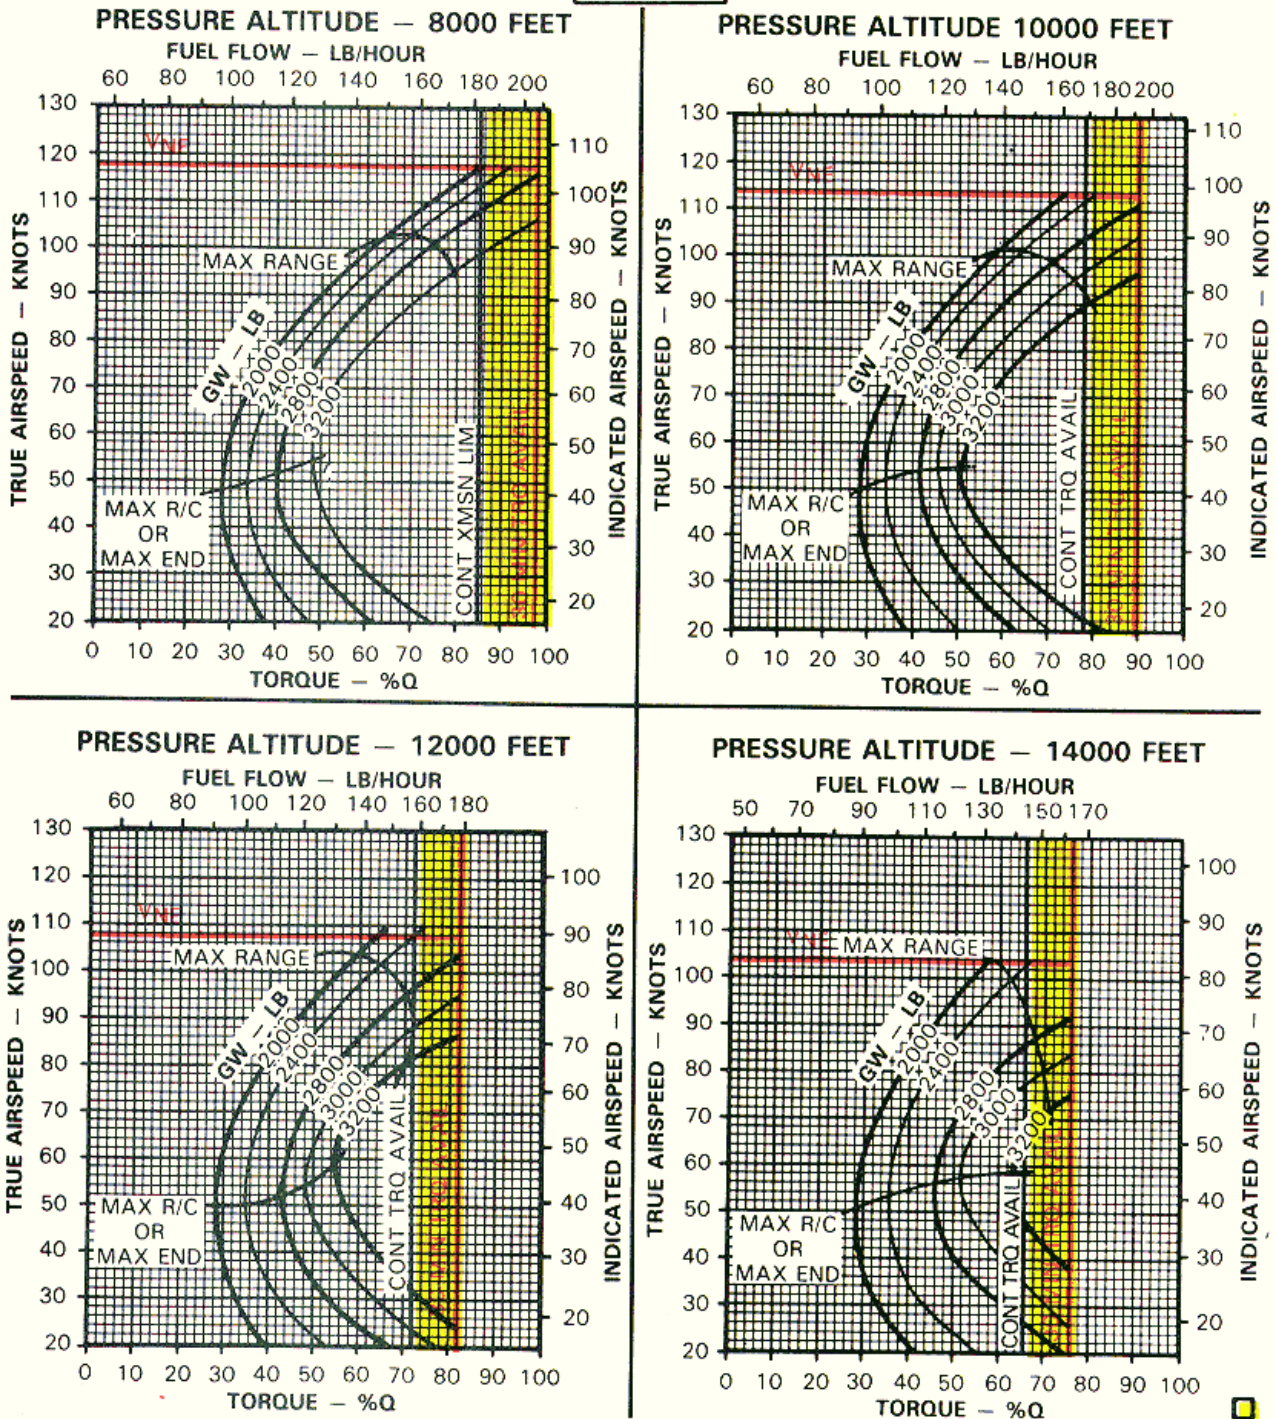 PRESSURE ALTITUDE — 8000 FEET
FUEL FLOW — LB/HOUR
60 80 100 120 140 160 180 200
130
120
110
100
90
80
70
60
50
40
30
20
TRUE AIRSPEED — KNOTS
VNE
MAX RANGE
GW — LB
2000
2400
2800
3200
MAX R/C
OR
MAX END
CONT XMSN LIM
30 MIN TRQ AVAIL
110
100
90
80
70
60
50
40
30
20
INDICATED AIRSPEED — KNOTS
0 10 20 30 40 50 60 70 80 90 100
TORQUE — %Q
PRESSURE ALTITUDE 10000 FEET
FUEL FLOW — LB/HOUR
60 80 100 120 140 160 180 200
130
120
110
100
90
80
70
60
50
40
30
20
TRUE AIRSPEED — KNOTS
VNE
MAX RANGE
GW — LB
2000
2400
2800
3000
3200
MAX R/C
OR
MAX END
CONT TRQ AVAIL
30 MIN TRQ AVAIL
110
100
90
80
70
60
50
40
30
20
INDICATED AIRSPEED — KNOTS
0 10 20 30 40 50 60 70 80 90 100
TORQUE — %Q
PRESSURE ALTITUDE — 12000 FEET
FUEL FLOW — LB/HOUR
60 80 100 120 140 160 180
130
120
110
100
90
80
70
60
50
40
30
20
TRUE AIRSPEED — KNOTS
VNE
MAX RANGE
GW — LB
2000
2400
2800
3000
3200
MAX R/C
OR
MAX END
CONT TRQ AVAIL
30 MIN TRQ AVAIL
100
90
80
70
60
50
40
30
20
INDICATED AIRSPEED — KNOTS
0 10 20 30 40 50 60 70 80 90 100
TORQUE — %Q
PRESSURE ALTITUDE — 14000 FEET
FUEL FLOW — LB/HOUR
50 70 90 110 130 150 170
130
120
110
100
90
80
70
60
50
40
30
20
TRUE AIRSPEED — KNOTS
VNE
MAX RANGE
GW — LB
2000
2400
2800
3000
3200
MAX R/C
OR
MAX END
CONT TRQ AVAIL
30 MIN TRQ AVAIL
100
90
80
70
60
50
40
30
20
INDICATED AIRSPEED — KNOTS
0 10 20 30 40 50 60 70 80 90 100
TORQUE — %Q